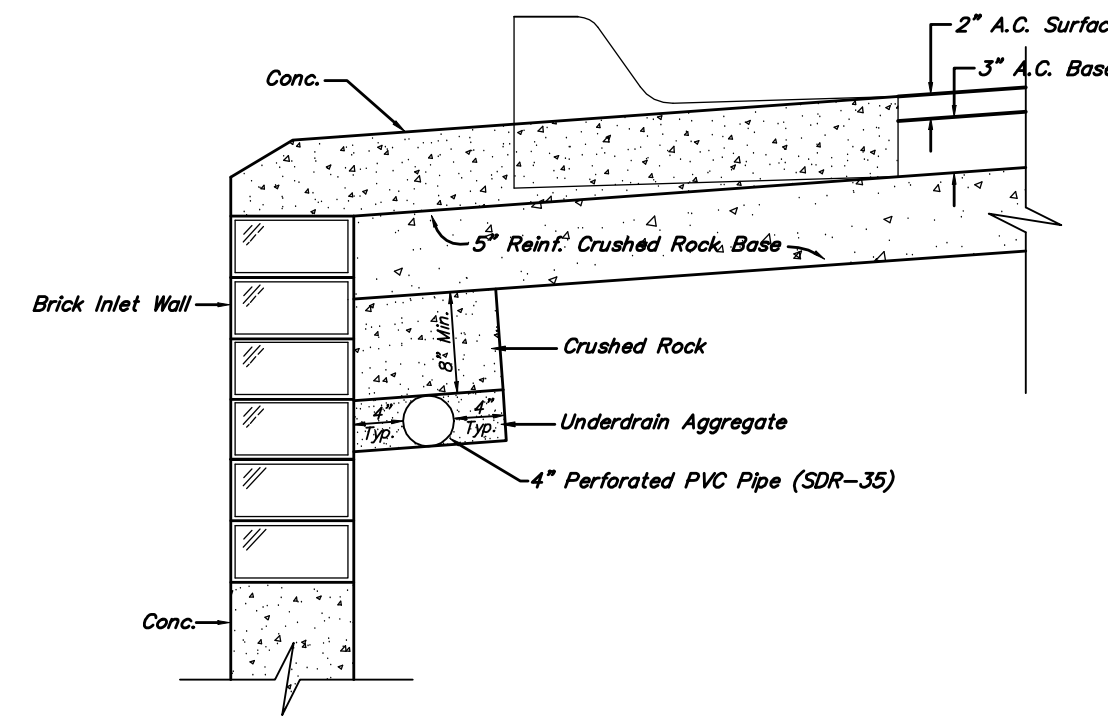 2" A.C. Surfac
3" A.C. Base
Conc.
5" Reinf. Crushed Rock Base
Brick Inlet Wall
8" Min.
Crushed Rock
4" Typ.
4" Typ.
Underdrain Aggregate
4" Perforated PVC Pipe (SDR-35)
Conc.